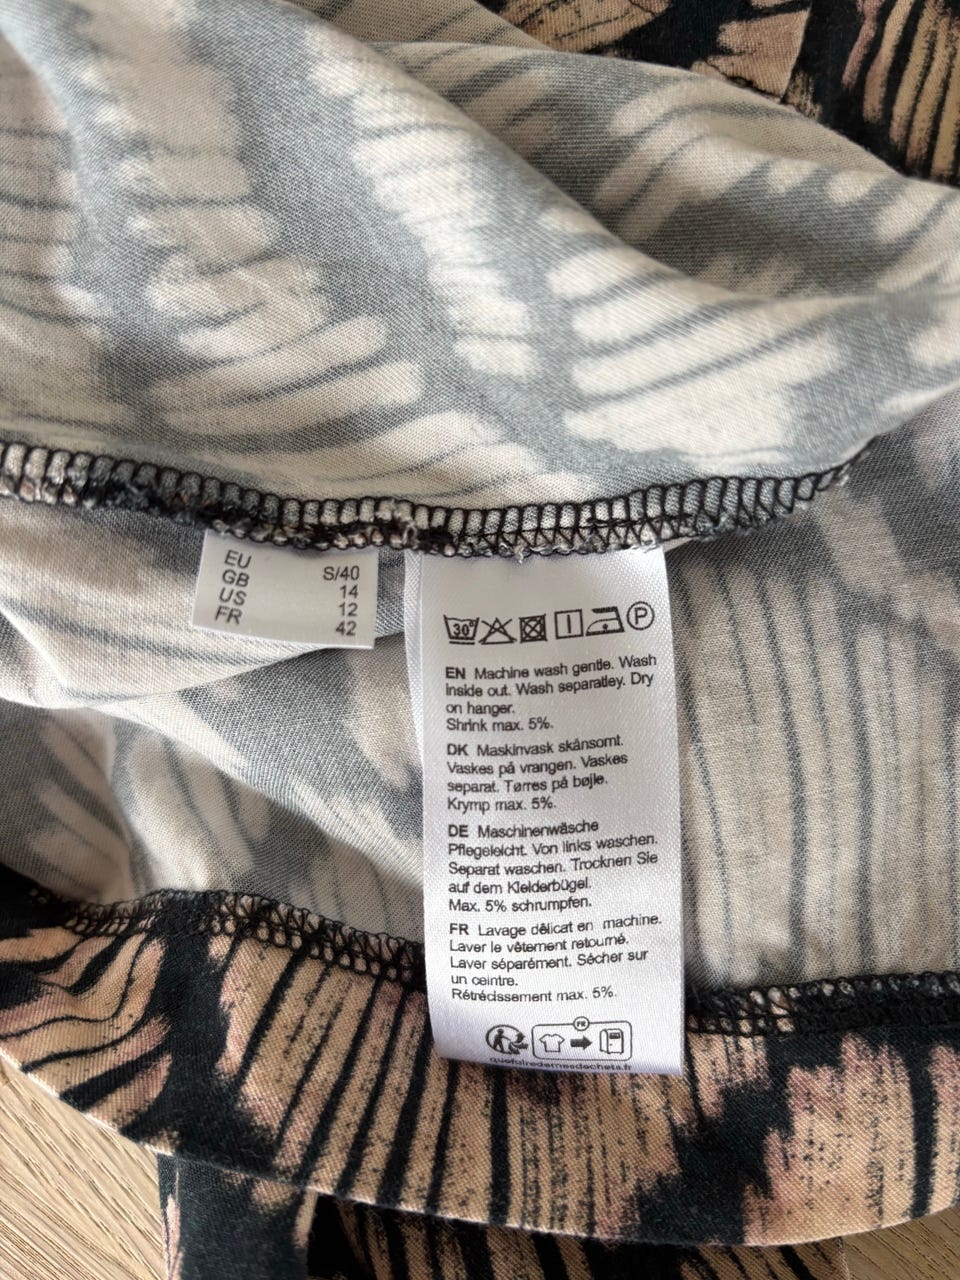 EU S/40
GB 14
US 12
FR 42
30°
P
EN Machine wash gentle. Wash
inside out. Wash separatley. Dry
on hanger.
Shrink max. 5%.
DK Maskinvask skånsomt.
Vaskes på vrangen. Vaskes
separat. Tørres på bøjle.
Krymp max. 5%.
DE Maschinenwäsche
Pflegeleicht. Von links waschen.
Separat waschen. Trocknen Sie
auf dem Kleiderbügel.
Max. 5% schrumpfen.
FR Lavage délicat en machine.
Laver le vêtement retourné.
Laver séparément. Sécher sur
un ceintre.
Rétrécissement max. 5%.
FR
quefairedemesdechets.fr